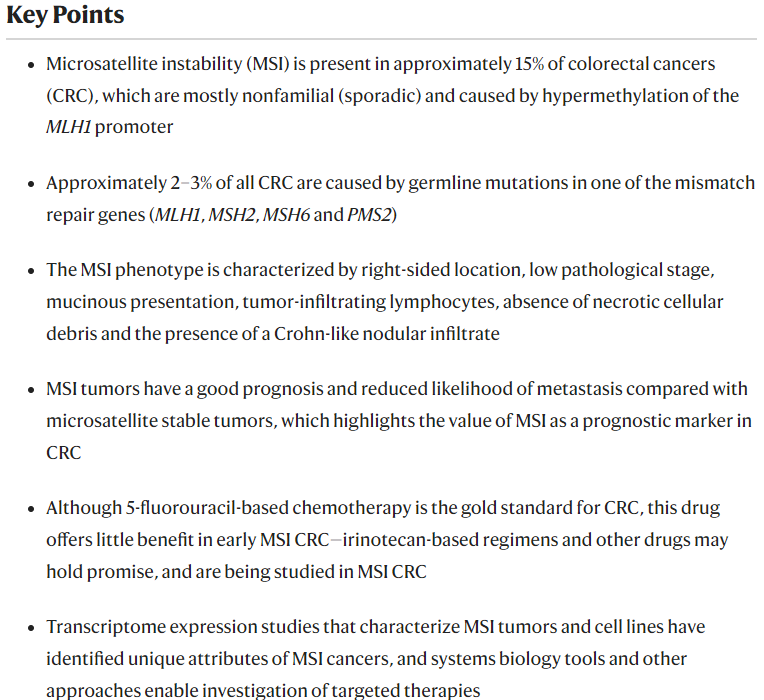 Key Points
• Microsatellite instability (MSI) is present in approximately 15% of colorectal cancers
(CRC), which are mostly nonfamilial (sporadic) and caused by hypermethylation of the
MLH1 promoter
• Approximately 2–3% of all CRC are caused by germline mutations in one of the mismatch
repair genes (MLH1, MSH2, MSH6 and PMS2)
• The MSI phenotype is characterized by right-sided location, low pathological stage,
mucinous presentation, tumor-infiltrating lymphocytes, absence of necrotic cellular
debris and the presence of a Crohn-like nodular infiltrate
• MSI tumors have a good prognosis and reduced likelihood of metastasis compared with
microsatellite stable tumors, which highlights the value of MSI as a prognostic marker in
CRC
• Although 5-fluorouracil-based chemotherapy is the gold standard for CRC, this drug
offers little benefit in early MSI CRC—irinotecan-based regimens and other drugs may
hold promise, and are being studied in MSI CRC
• Transcriptome expression studies that characterize MSI tumors and cell lines have
identified unique attributes of MSI cancers, and systems biology tools and other
approaches enable investigation of targeted therapies